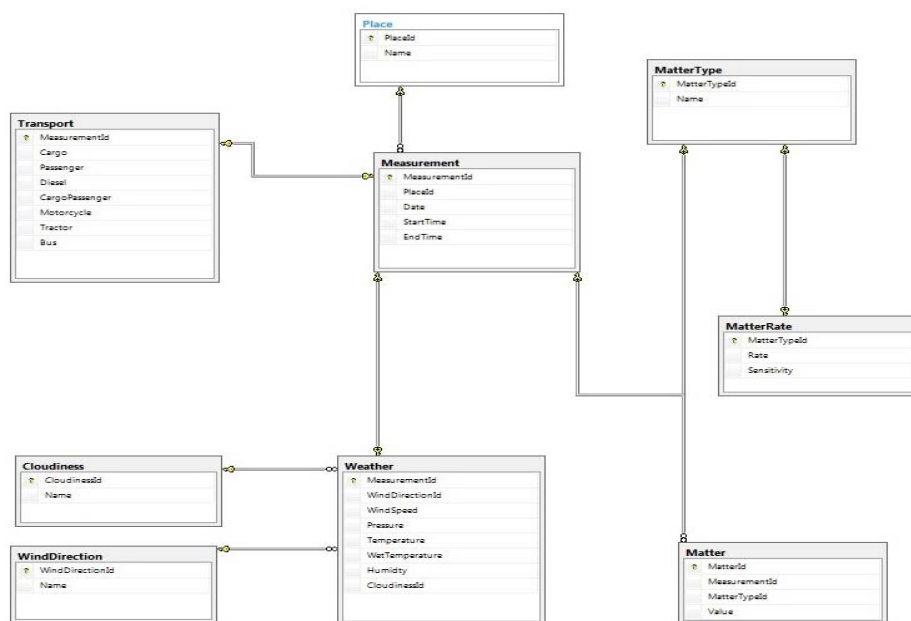 Place
PlaceId
Name
MatterType
MatterTypeId
Name
Transport
MeasurementId
Cargo
Passenger
Diesel
CargoPassenger
Motorcycle
Tractor
Bus
Measurement
MeasurementId
PlaceId
Date
StartTime
EndTime
MatterRate
MatterTypeId
Rate
Sensitivity
Cloudiness
CloudinessId
Name
Weather
MeasurementId
WindDirectionId
WindSpeed
Pressure
Temperature
WetTemperature
Humidty
CloudinessId
WindDirection
WindDirectionId
Name
Matter
MatterId
MeasurementId
MatterTypeId
Value